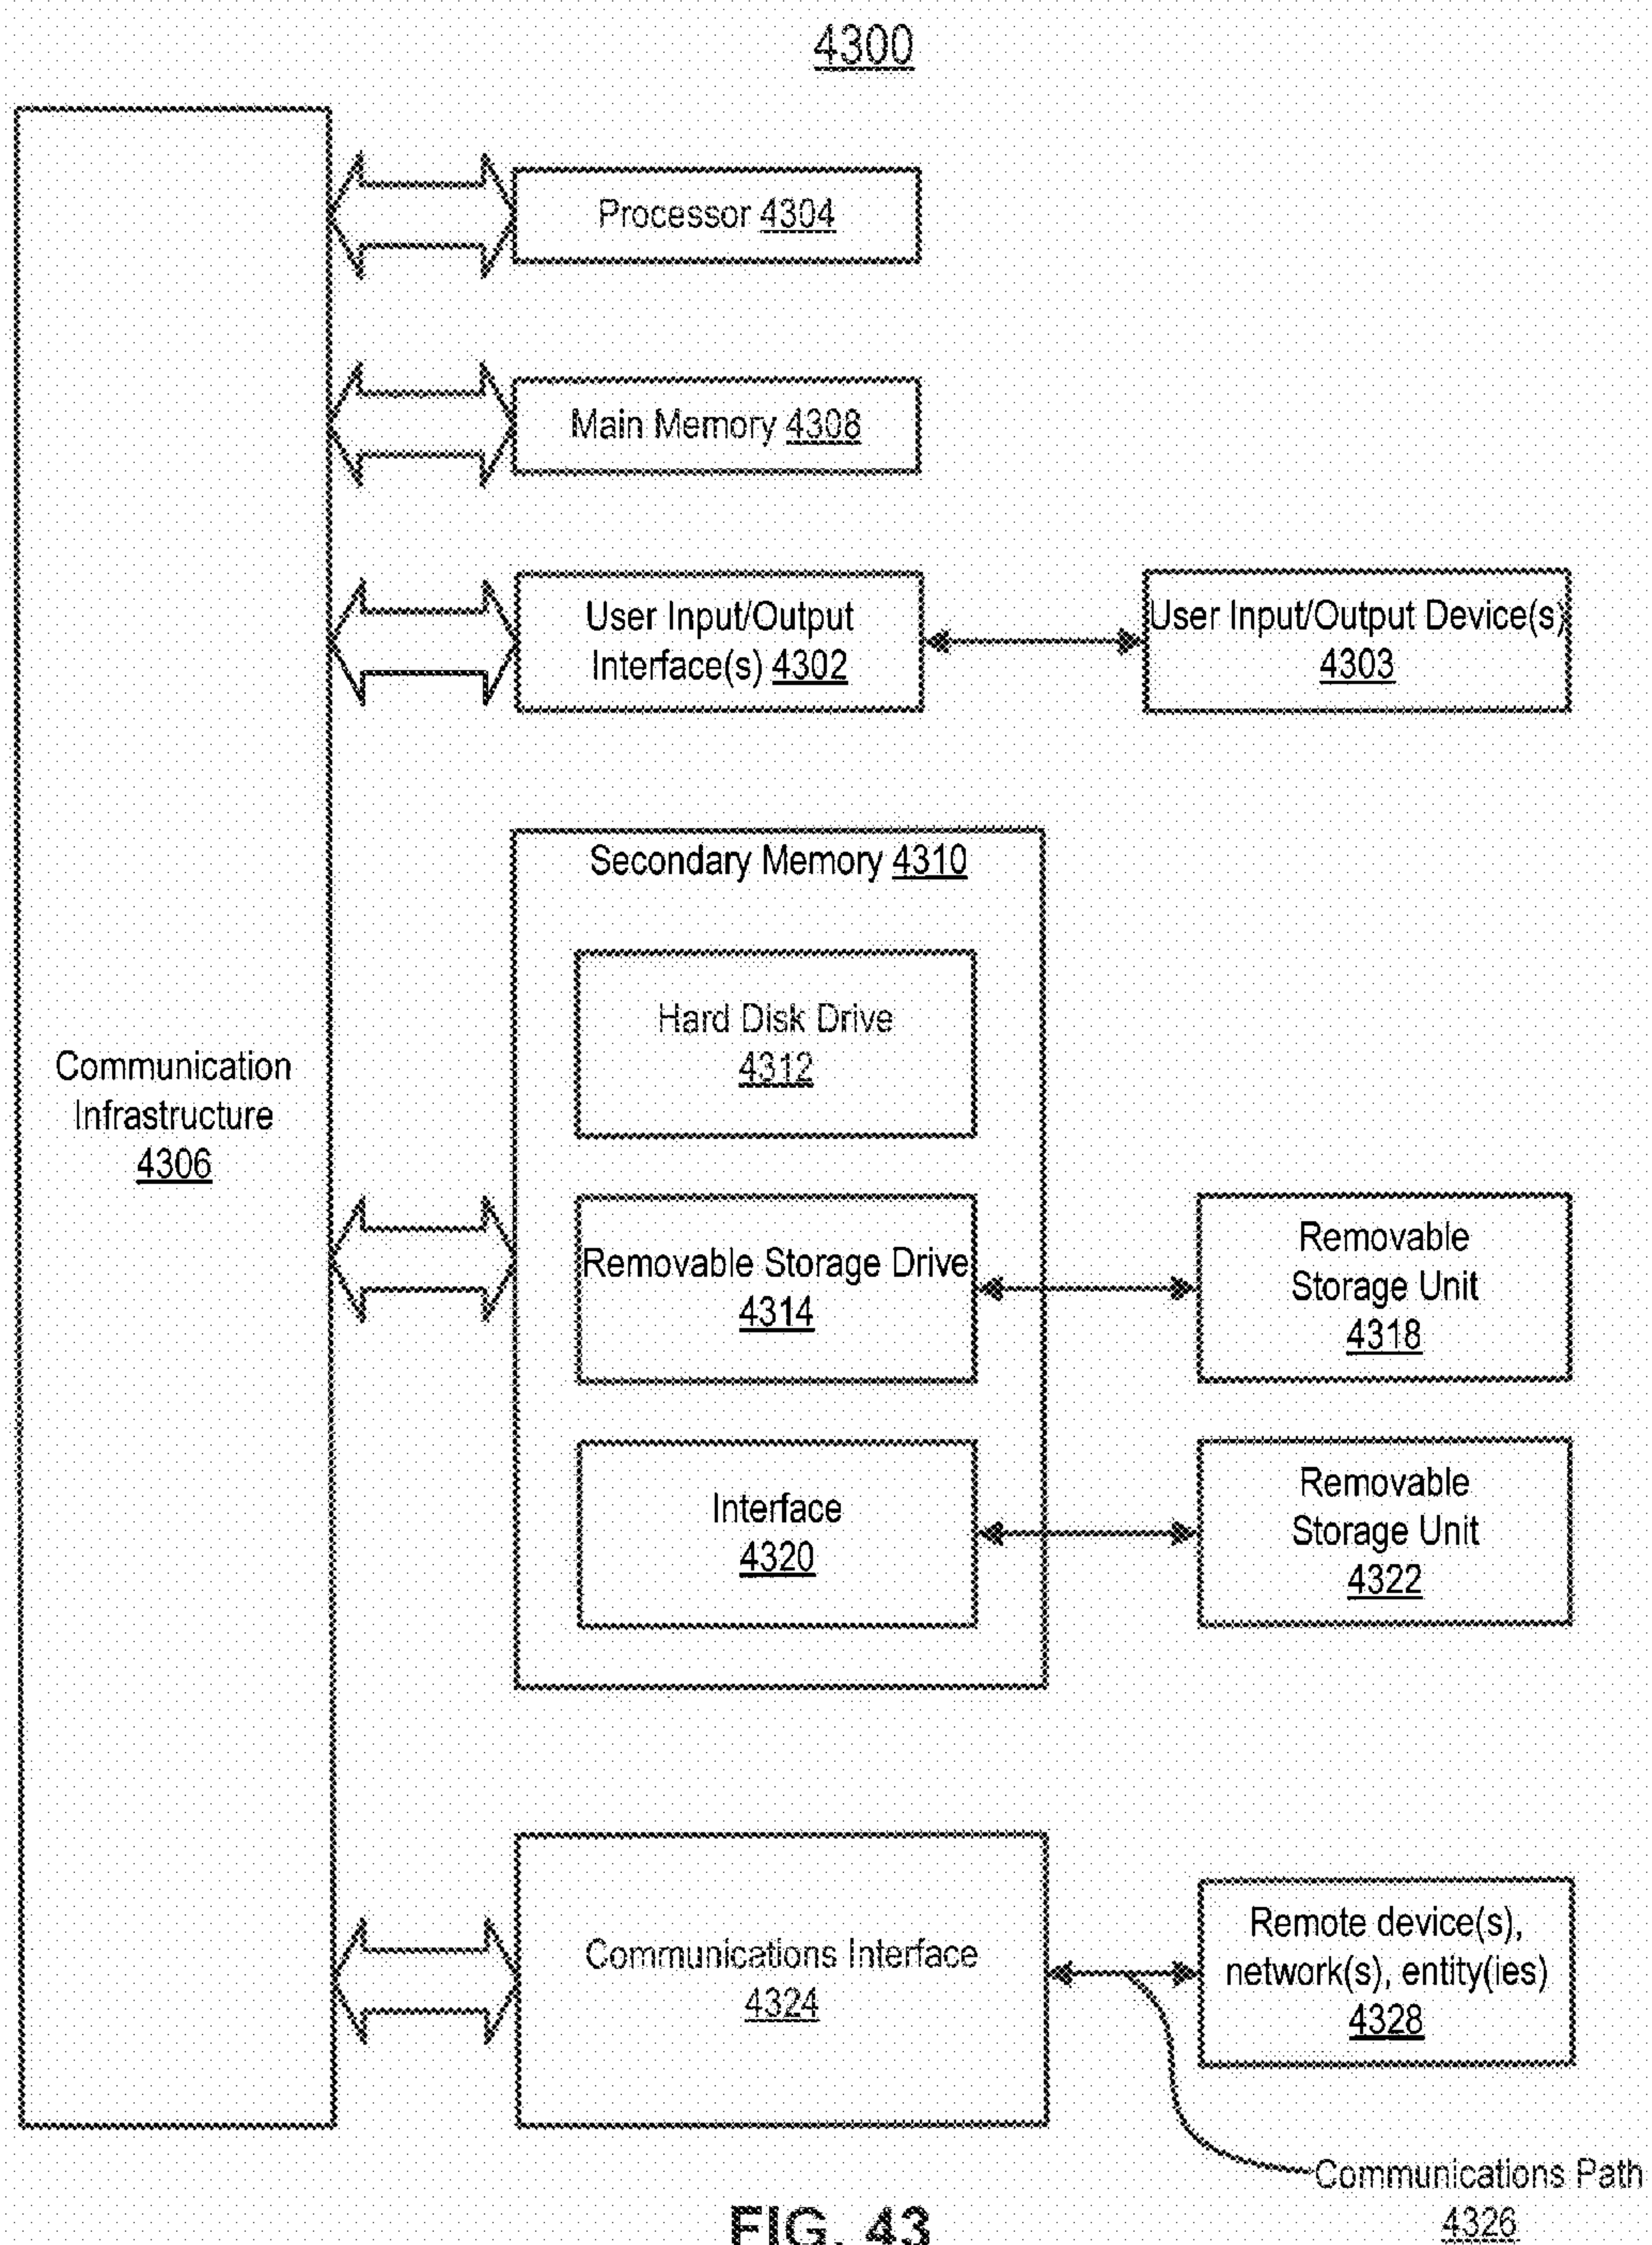 4300
Processor 4304
Main Memory 4308
User Input/Output
Interface(s) 4302
User Input/Output Device(s)
4303
Secondary Memory 4310
Hard Disk Drive
4312
Communication
Infrastructure
4306
Removable Storage Drive
4314
Removable
Storage Unit
4318
Interface
4320
Removable
Storage Unit
4322
Communications Interface
4324
Remote device(s),
network(s), entity(ies)
4328
Communications Path
4326
FIG. 43